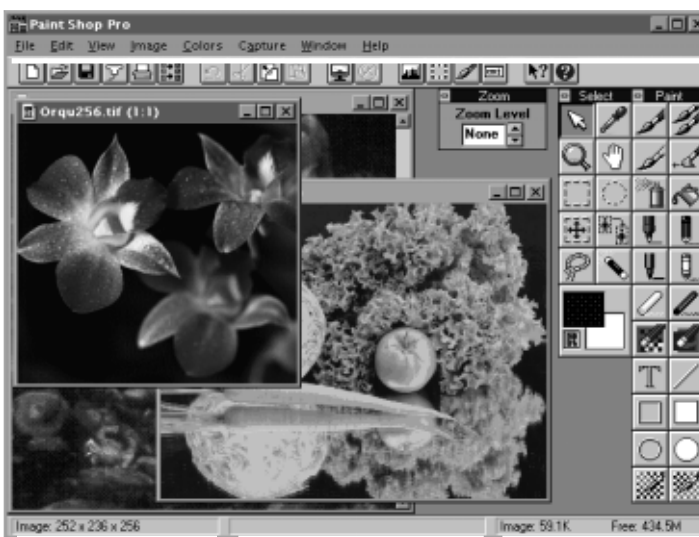 Paint Shop Pro
File Edit View Image Colors Capture Window Help
Orqu256.tif (1:1)
Zoom
Zoom Level
None
Select
Paint
T
Image: 252 x 236 x 256
Image: 59.1K
Free: 434.5M